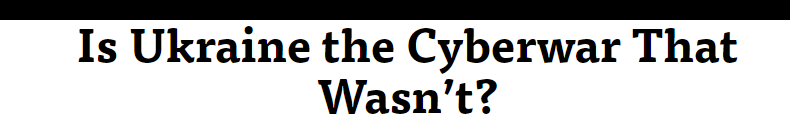 Is Ukraine the Cyberwar That
Wasn’t?